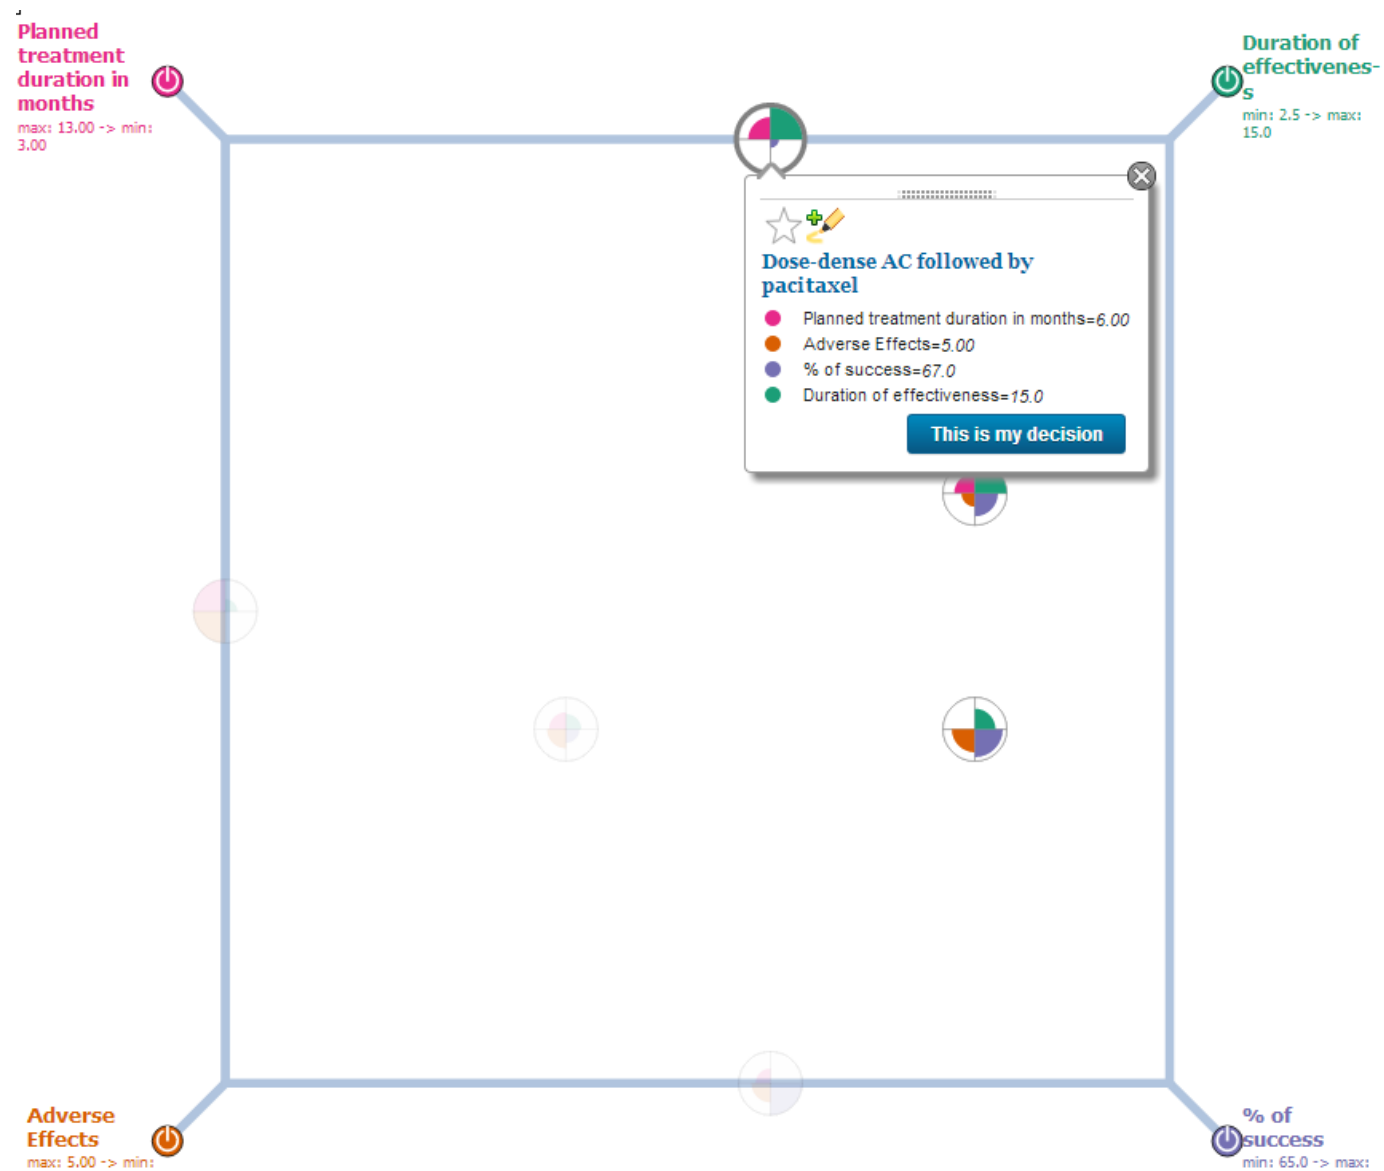 Planned
treatment
duration in
months
max: 13.00 -> min:
3.00
Duration of
effectivenes-
s
min: 2.5 -> max:
15.0
Dose-dense AC followed by
pacitaxel
Planned treatment duration in months=6.00
Adverse Effects=5.00
% of success=67.0
Duration of effectiveness=15.0
This is my decision
Adverse
Effects
max: 5.00 -> min:
% of
success
min: 65.0 -> max: